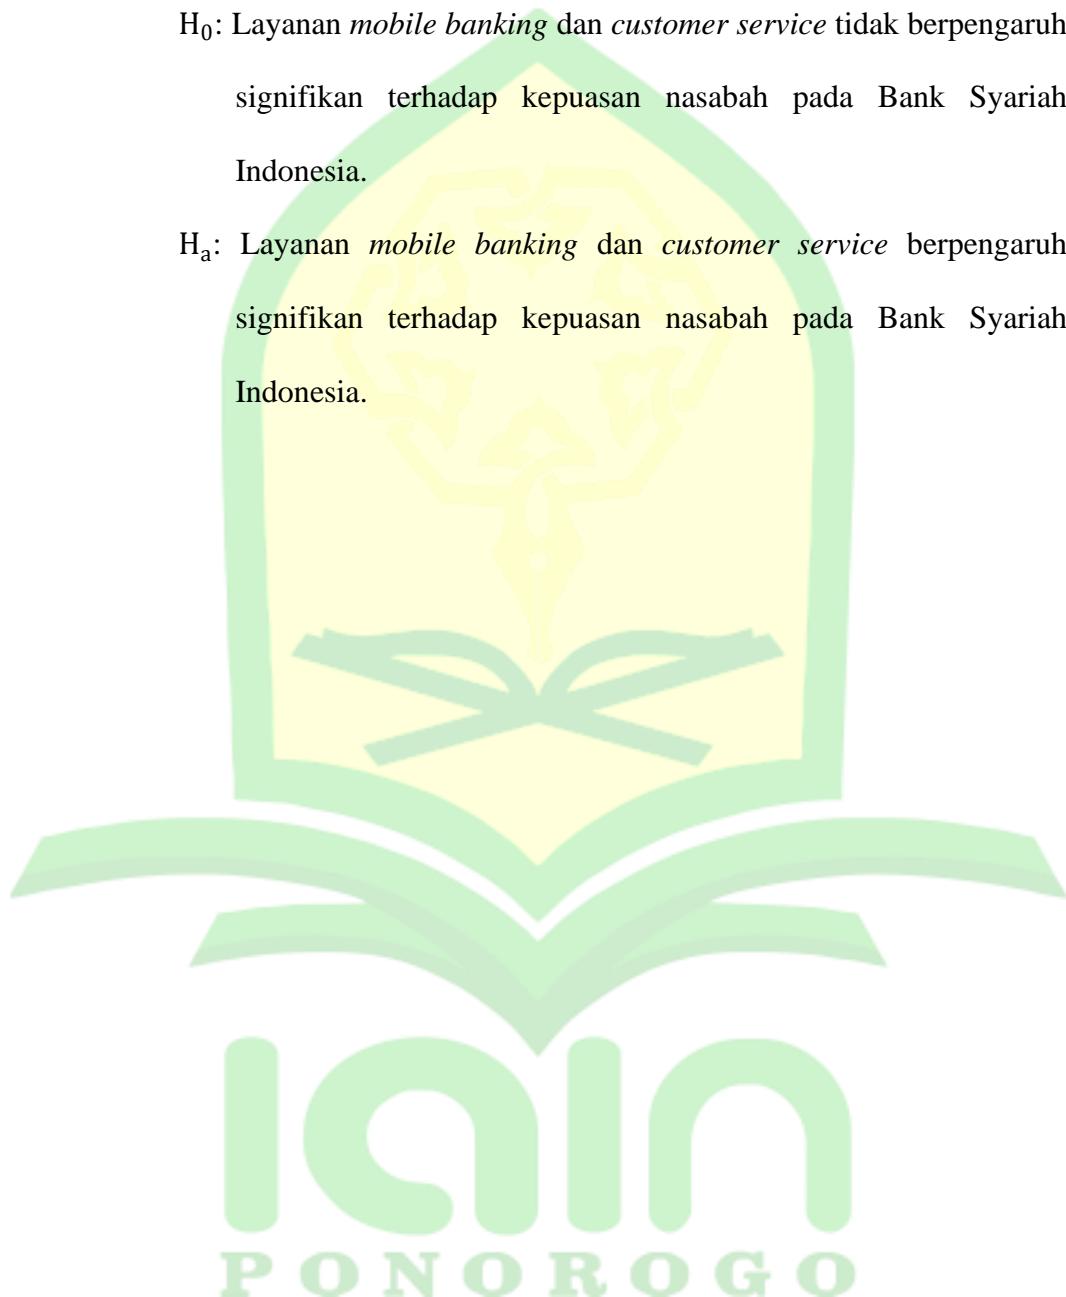 H₀: Layanan mobile banking dan customer service tidak berpengaruh
signifikan terhadap kepuasan nasabah pada Bank Syariah
Indonesia.
Hₐ: Layanan mobile banking dan customer service berpengaruh
signifikan terhadap kepuasan nasabah pada Bank Syariah
Indonesia.
IAIN
PONOROGO